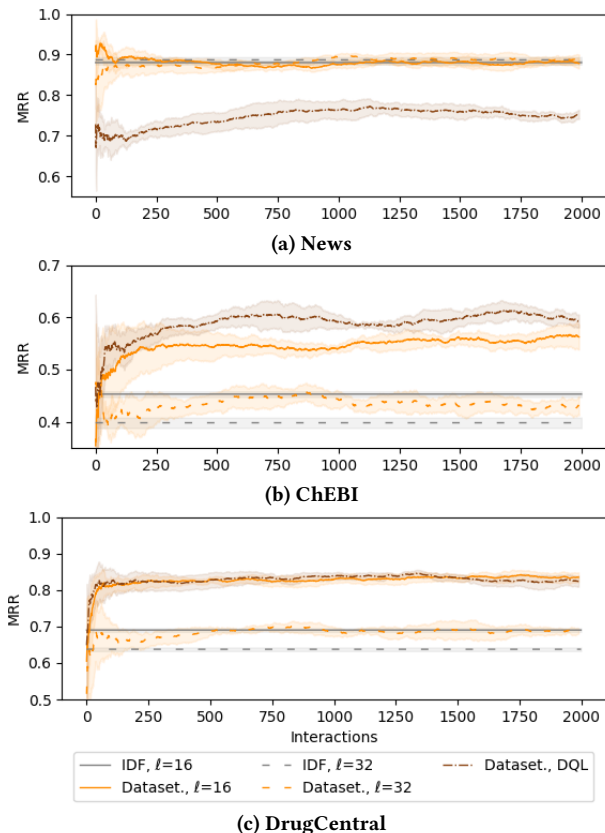 1.0
0.9
0.8
0.7
0.6
MRR
0 250 500 750 1000 1250 1500 1750 2000
(a) News
0.7
0.6
0.5
0.4
MRR
0 250 500 750 1000 1250 1500 1750 2000
(b) ChEBI
1.0
0.9
0.8
0.7
0.6
0.5
MRR
0 250 500 750 1000 1250 1500 1750 2000
Interactions
IDF, ℓ=16 IDF, ℓ=32 Dataset., DQL
Dataset., ℓ=16 Dataset., ℓ=32
(c) DrugCentral